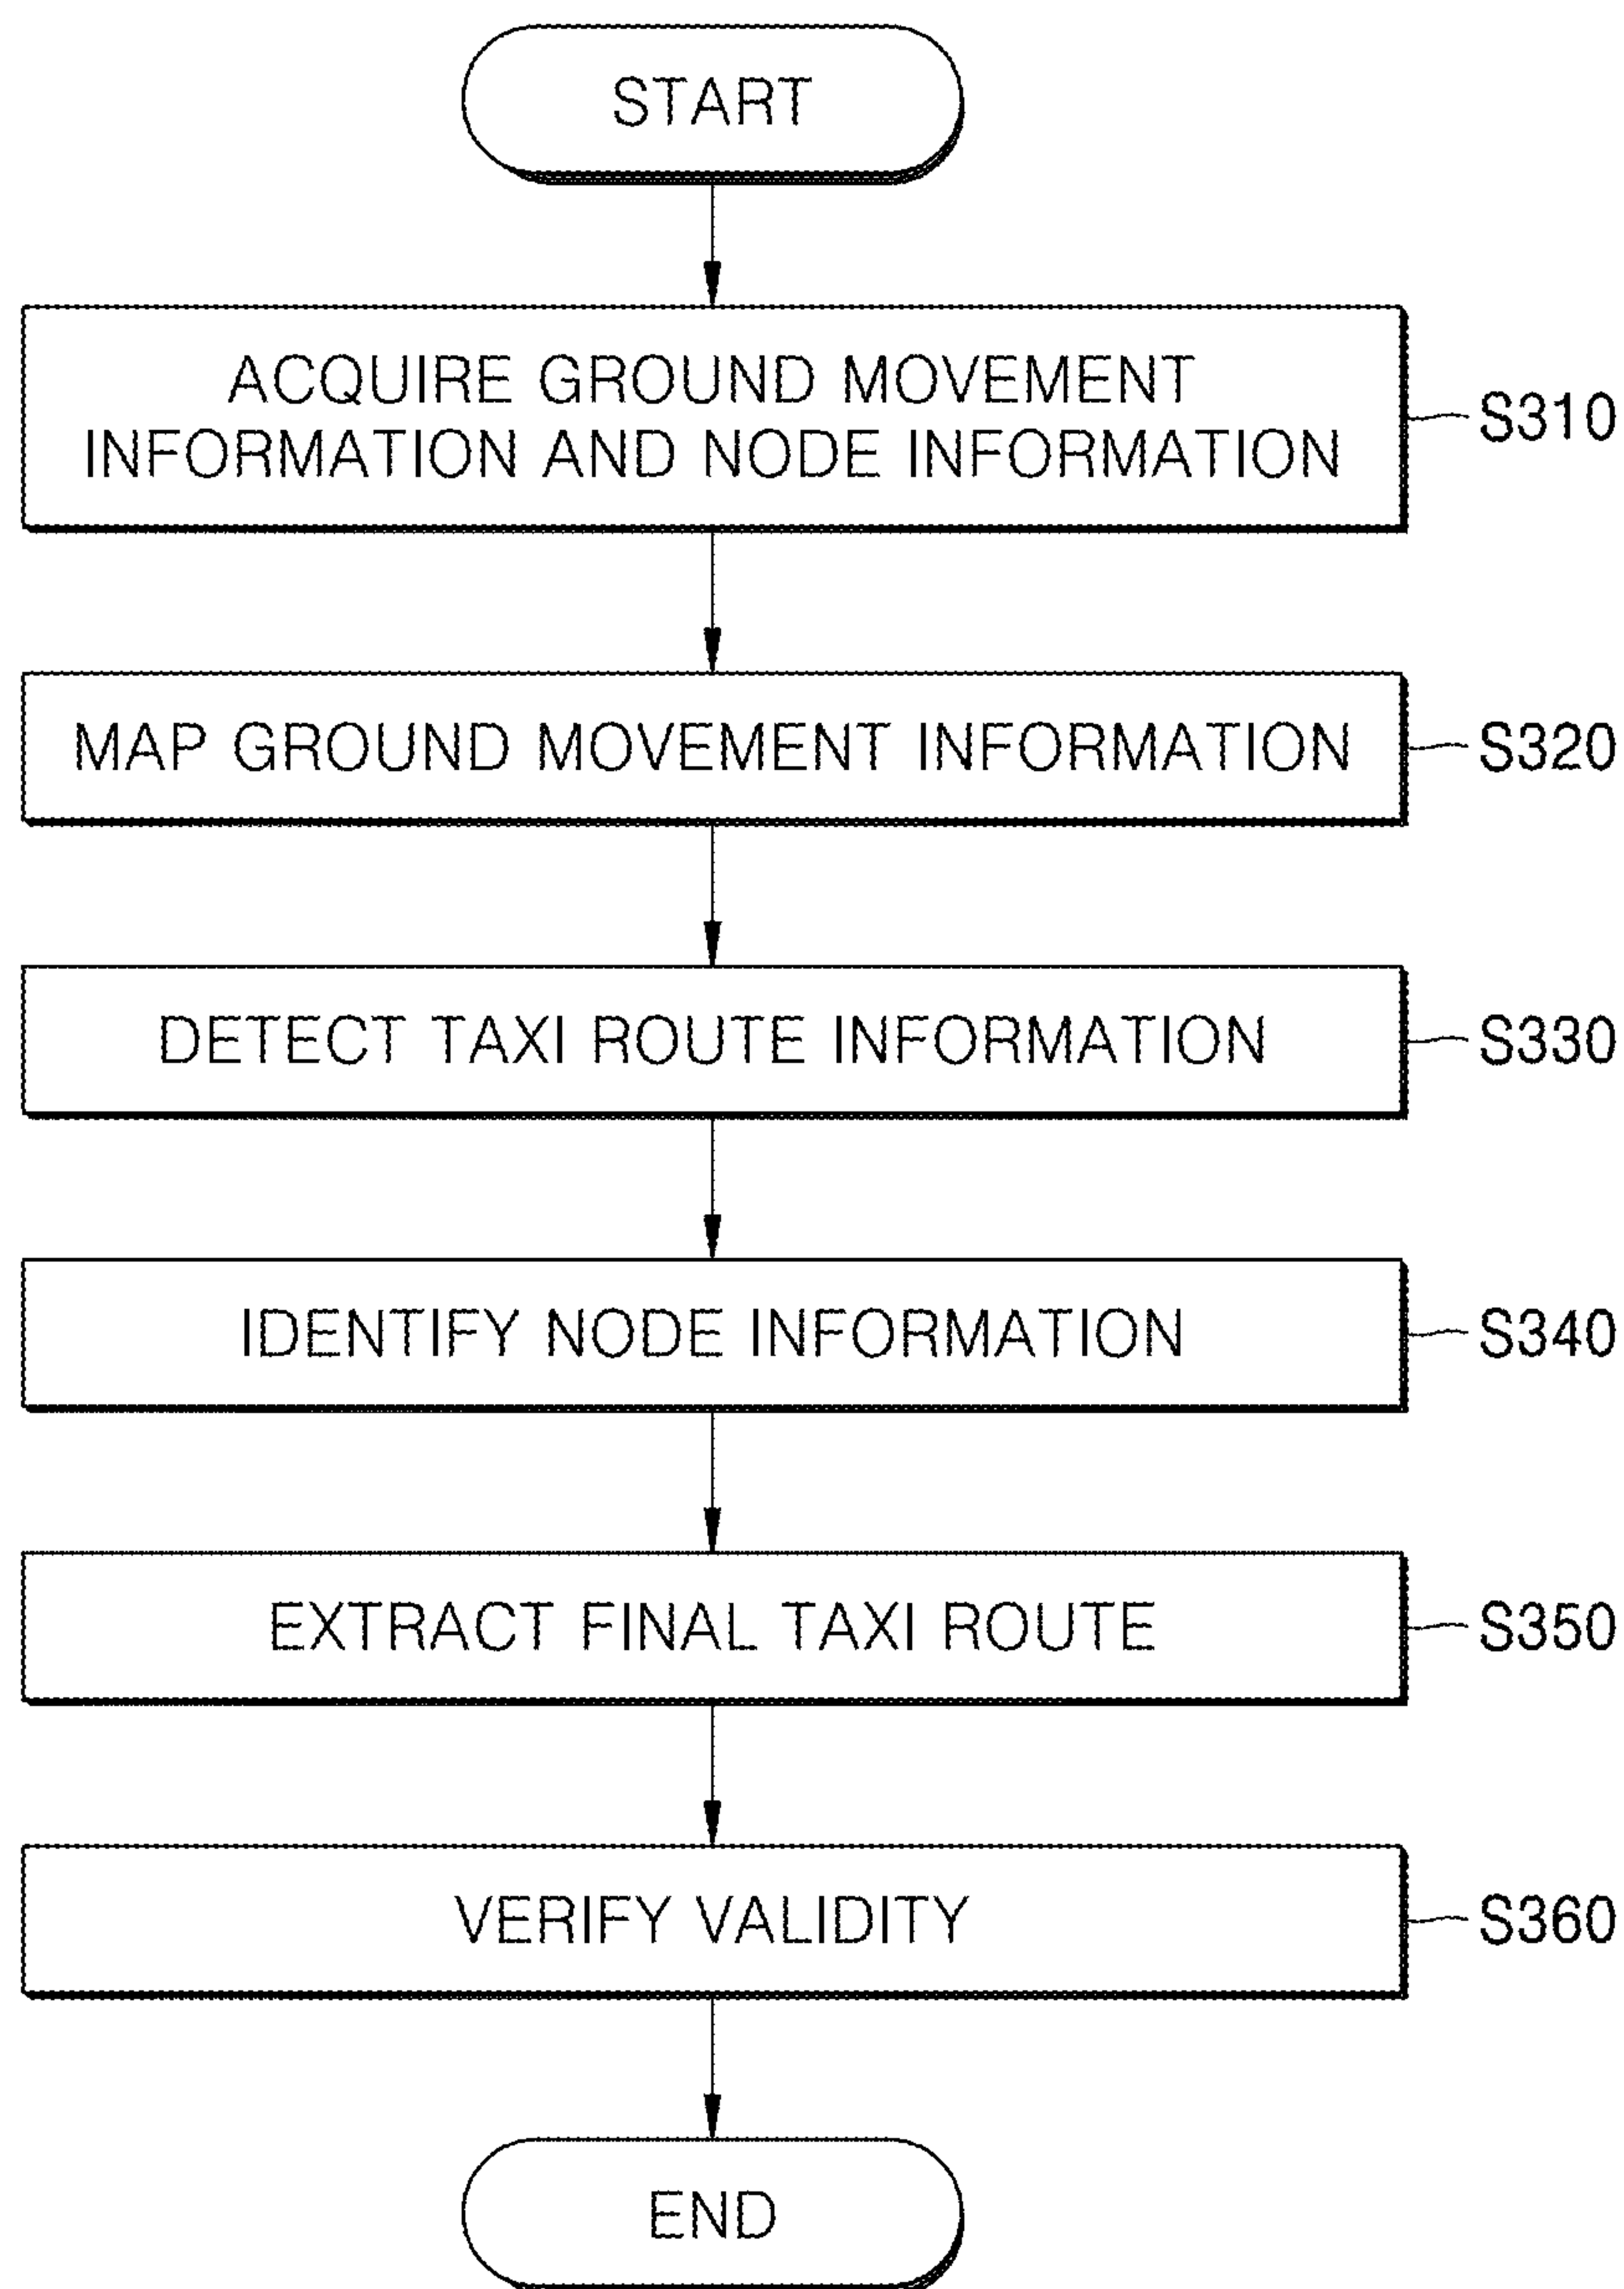 START
ACQUIRE GROUND MOVEMENT
INFORMATION AND NODE INFORMATION
S310
MAP GROUND MOVEMENT INFORMATION
S320
DETECT TAXI ROUTE INFORMATION
S330
IDENTIFY NODE INFORMATION
S340
EXTRACT FINAL TAXI ROUTE
S350
VERIFY VALIDITY
S360
END